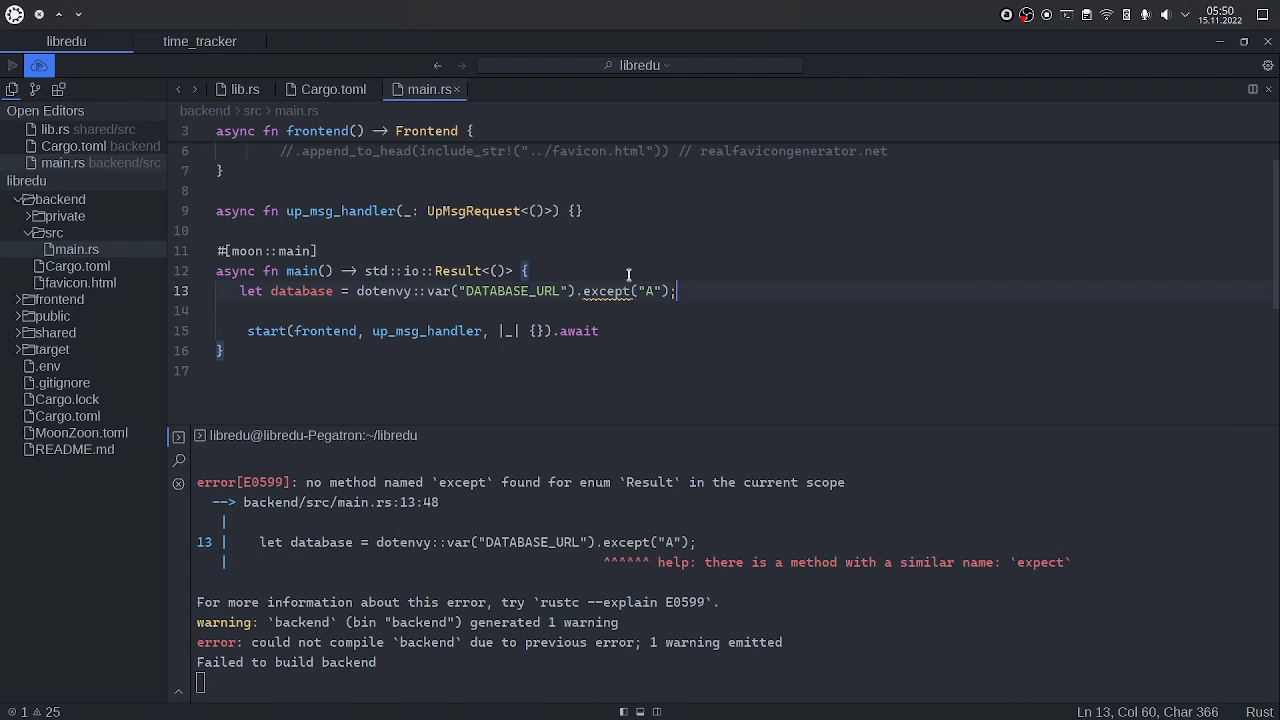 05:50
15.11.2022
libredu
time_tracker
libredu
lib.rs
Cargo.toml
main.rs
backend
src
main.rs
Open Editors
lib.rs shared/src
Cargo.toml backend
main.rs backend/src
libredu
backend
private
src
main.rs
Cargo.toml
favicon.html
frontend
public
shared
target
.env
.gitignore
Cargo.lock
Cargo.toml
MoonZoon.toml
README.md
3 async fn frontend() -> Frontend {
6 //.append_to_head(include_str!("../favicon.html")) // realfavicongenerator.net
7 }
8
9 async fn up_msg_handler(_: UpMsgRequest<()>) {}
10
11 #[moon::main]
12 async fn main() -> std::io::Result<()> {
13 let database = dotenvy::var("DATABASE_URL").except("A");
14
15 start(frontend, up_msg_handler, |_| {}).await
16 }
17
libredu@libredu-Pegatron:~/libredu
error[E0599]: no method named `except` found for enum `Result` in the current scope
--> backend/src/main.rs:13:48
|
13 | let database = dotenvy::var("DATABASE_URL").except("A");
| ^^^^^^ help: there is a method with a similar name: `expect`
For more information about this error, try `rustc --explain E0599`.
warning: `backend` (bin "backend") generated 1 warning
error: could not compile `backend` due to previous error; 1 warning emitted
Failed to build backend
1 25
Ln 13, Col 60, Char 366
Rust